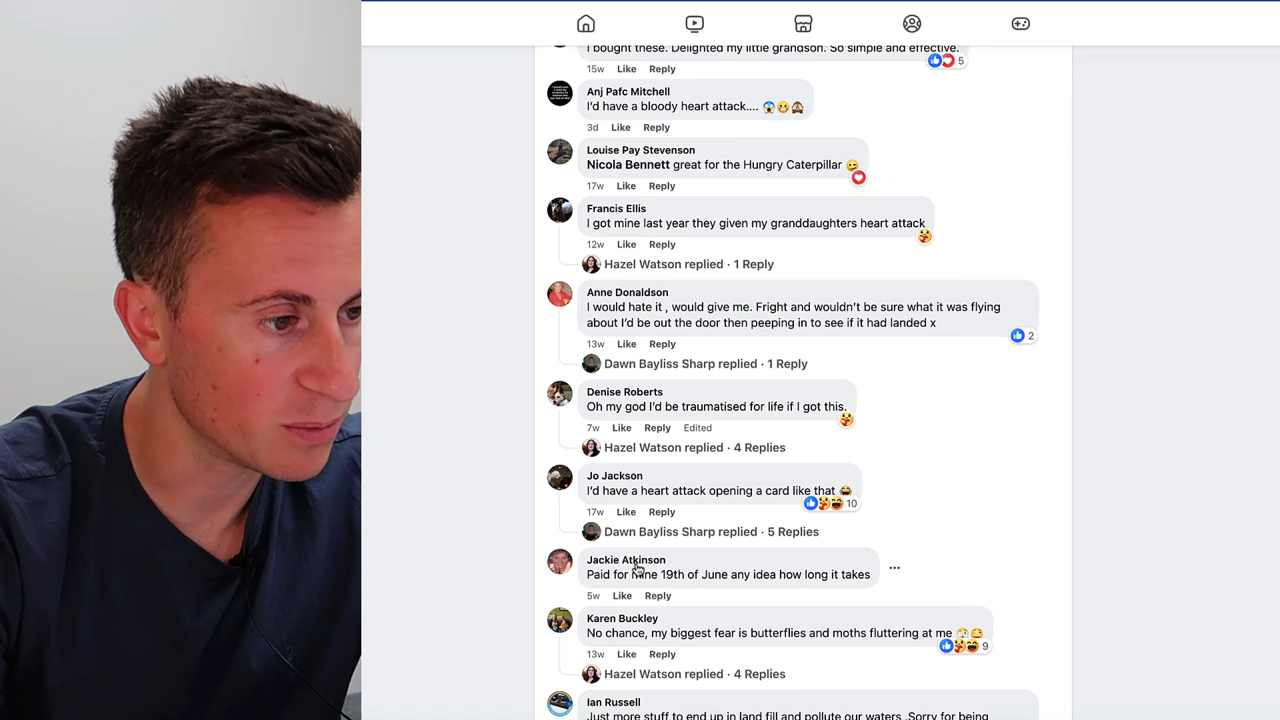 I bought these. Delighted my little grandson. So simple and effective.
5
15w Like Reply
Anj Pafc Mitchell
I'd have a bloody heart attack.... 😱😬🙈
3d Like Reply
Louise Pay Stevenson
Nicola Bennett great for the Hungry Caterpillar 🤪
17w Like Reply
Francis Ellis
I got mine last year they given my granddaughters heart attack
12w Like Reply
Hazel Watson replied · 1 Reply
Anne Donaldson
I would hate it , would give me. Fright and wouldn't be sure what it was flying
about I'd be out the door then peeping in to see if it had landed x
2
13w Like Reply
Dawn Bayliss Sharp replied · 1 Reply
Denise Roberts
Oh my god I'd be traumatised for life if I got this.
7w Like Reply Edited
Hazel Watson replied · 4 Replies
Jo Jackson
I'd have a heart attack opening a card like that 😂
10
17w Like Reply
Dawn Bayliss Sharp replied · 5 Replies
Jackie Atkinson
Paid for mine 19th of June any idea how long it takes
5w Like Reply
Karen Buckley
No chance, my biggest fear is butterflies and moths fluttering at me
9
13w Like Reply
Hazel Watson replied · 4 Replies
Ian Russell
Just more stuff to end up in land fill and pollute our waters .Sorry for being